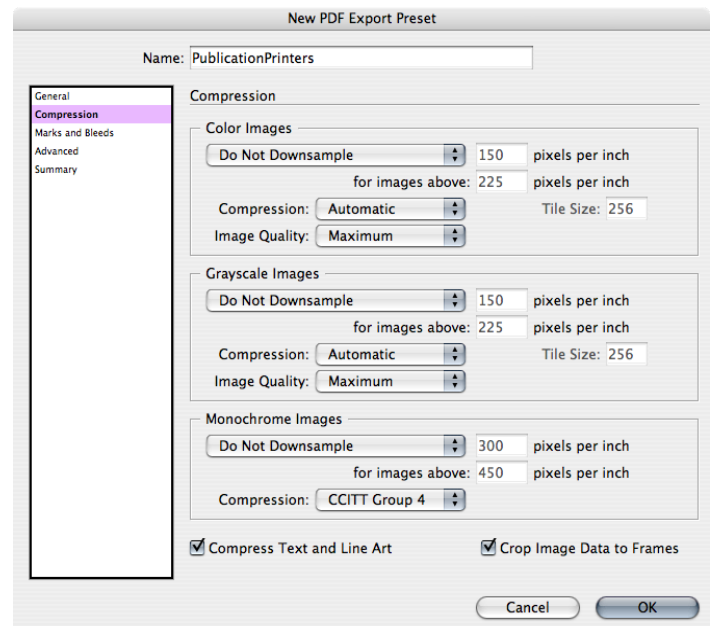 New PDF Export Preset
Name: PublicationPrinters
General
Compression
Marks and Bleeds
Advanced
Summary
Compression
Color Images
Do Not Downsample 150 pixels per inch
for images above: 225 pixels per inch
Compression: Automatic Tile Size: 256
Image Quality: Maximum
Grayscale Images
Do Not Downsample 150 pixels per inch
for images above: 225 pixels per inch
Compression: Automatic Tile Size: 256
Image Quality: Maximum
Monochrome Images
Do Not Downsample 300 pixels per inch
for images above: 450 pixels per inch
Compression: CCITT Group 4
Compress Text and Line Art Crop Image Data to Frames
Cancel OK